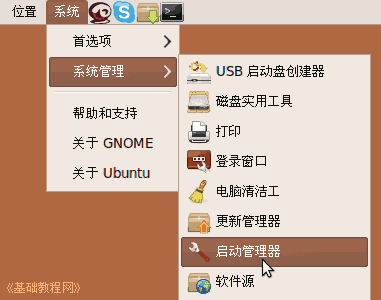 位置 系统
首选项
系统管理
帮助和支持
关于 GNOME
关于 Ubuntu
USB 启动盘创建器
磁盘实用工具
打印
登录窗口
电脑清洁工
更新管理器
启动管理器
软件源
《基础教程网》